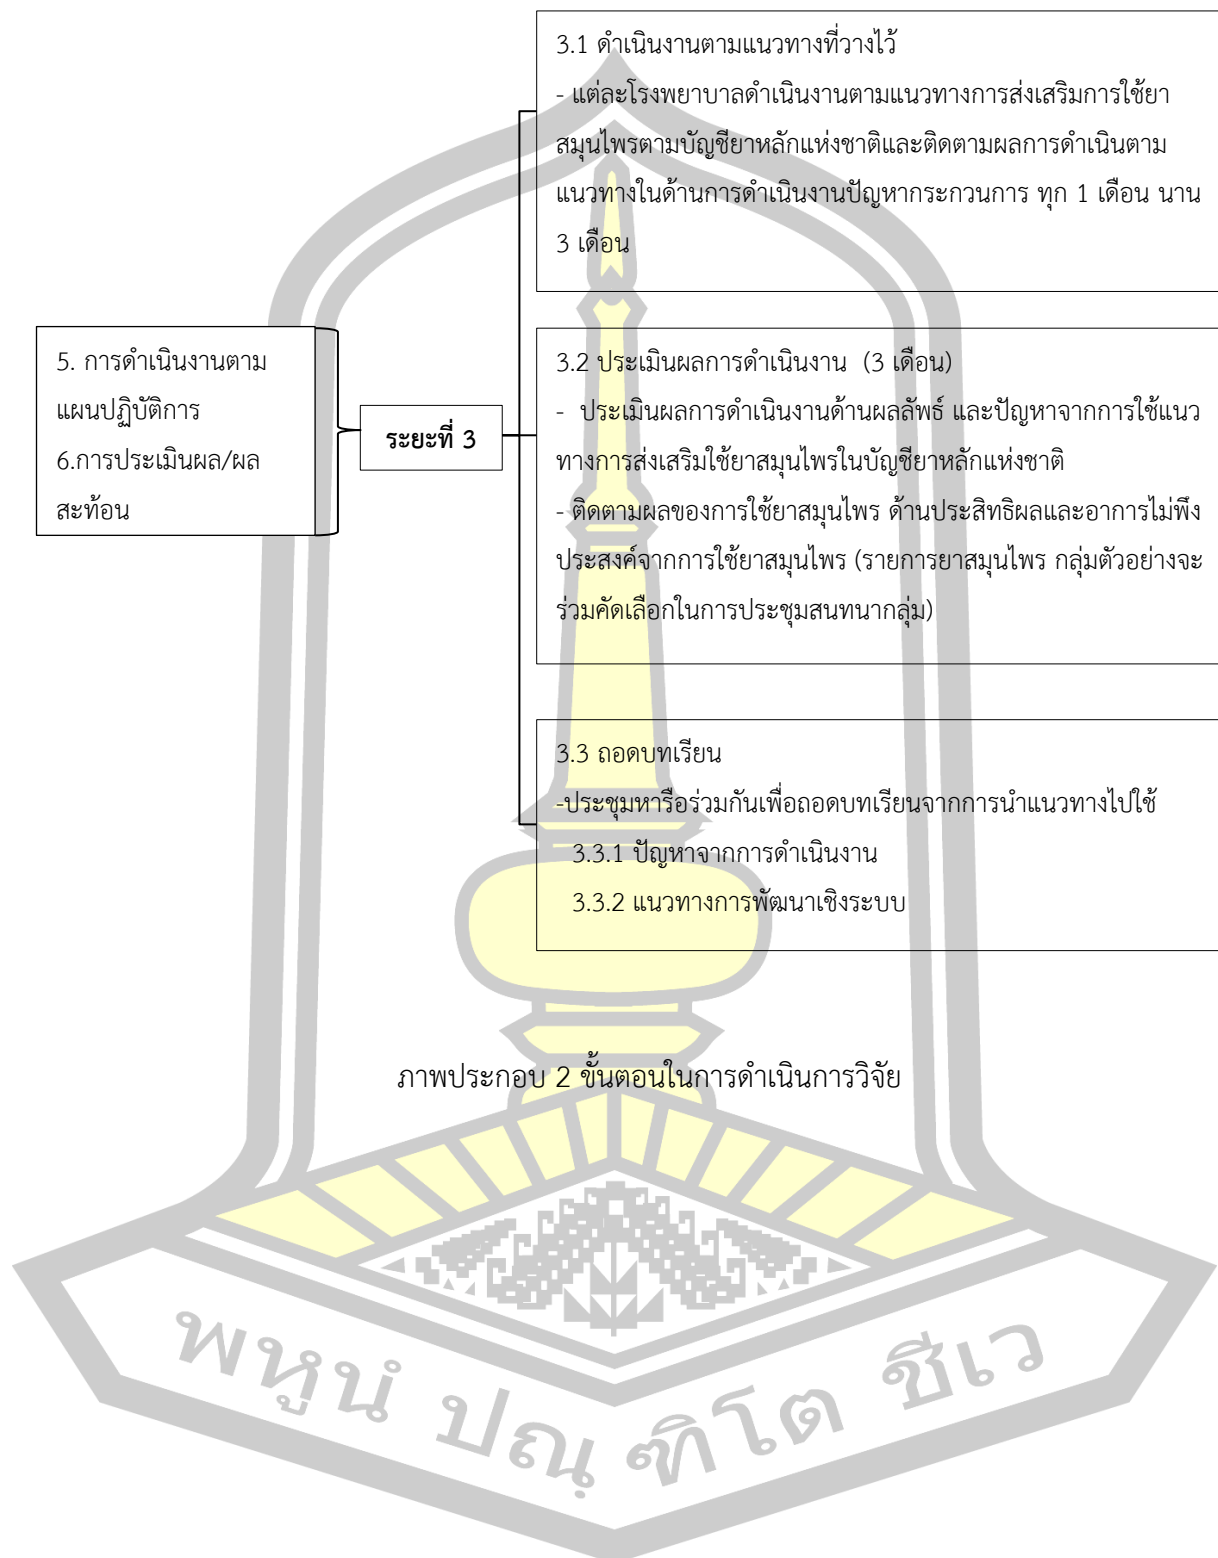 3.1 ดำเนินงานตามแนวทางที่วางไว้
- แต่ละโรงพยาบาลดำเนินงานตามแนวทางการส่งเสริมการใช้ยา
สมุนไพรตามบัญชียาหลักแห่งชาติและติดตามผลการดำเนินตาม
แนวทางในด้านการดำเนินงานปัญหากระกวนการ ทุก 1 เดือน นาน
3 เดือน
5. การดำเนินงานตาม
แผนปฏิบัติการ
6.การประเมินผล/ผล
สะท้อน
ระยะที่ 3
3.2 ประเมินผลการดำเนินงาน (3 เดือน)
- ประเมินผลการดำเนินงานด้านผลลัพธ์ และปัญหาจากการใช้แนว
ทางการส่งเสริมใช้ยาสมุนไพรในบัญชียาหลักแห่งชาติ
- ติดตามผลของการใช้ยาสมุนไพร ด้านประสิทธิผลและอาการไม่พึง
ประสงค์จากการใช้ยาสมุนไพร (รายการยาสมุนไพร กลุ่มตัวอย่างจะ
ร่วมคัดเลือกในการประชุมสนทนากลุ่ม)
3.3 ถอดบทเรียน
-ประชุมหารือร่วมกันเพื่อถอดบทเรียนจากการนำแนวทางไปใช้
3.3.1 ปัญหาจากการดำเนินงาน
3.3.2 แนวทางการพัฒนาเชิงระบบ
ภาพประกอบ 2 ขั้นตอนในการดำเนินการวิจัย
พหูนํ ปณฺ ฑิโต ชีเว